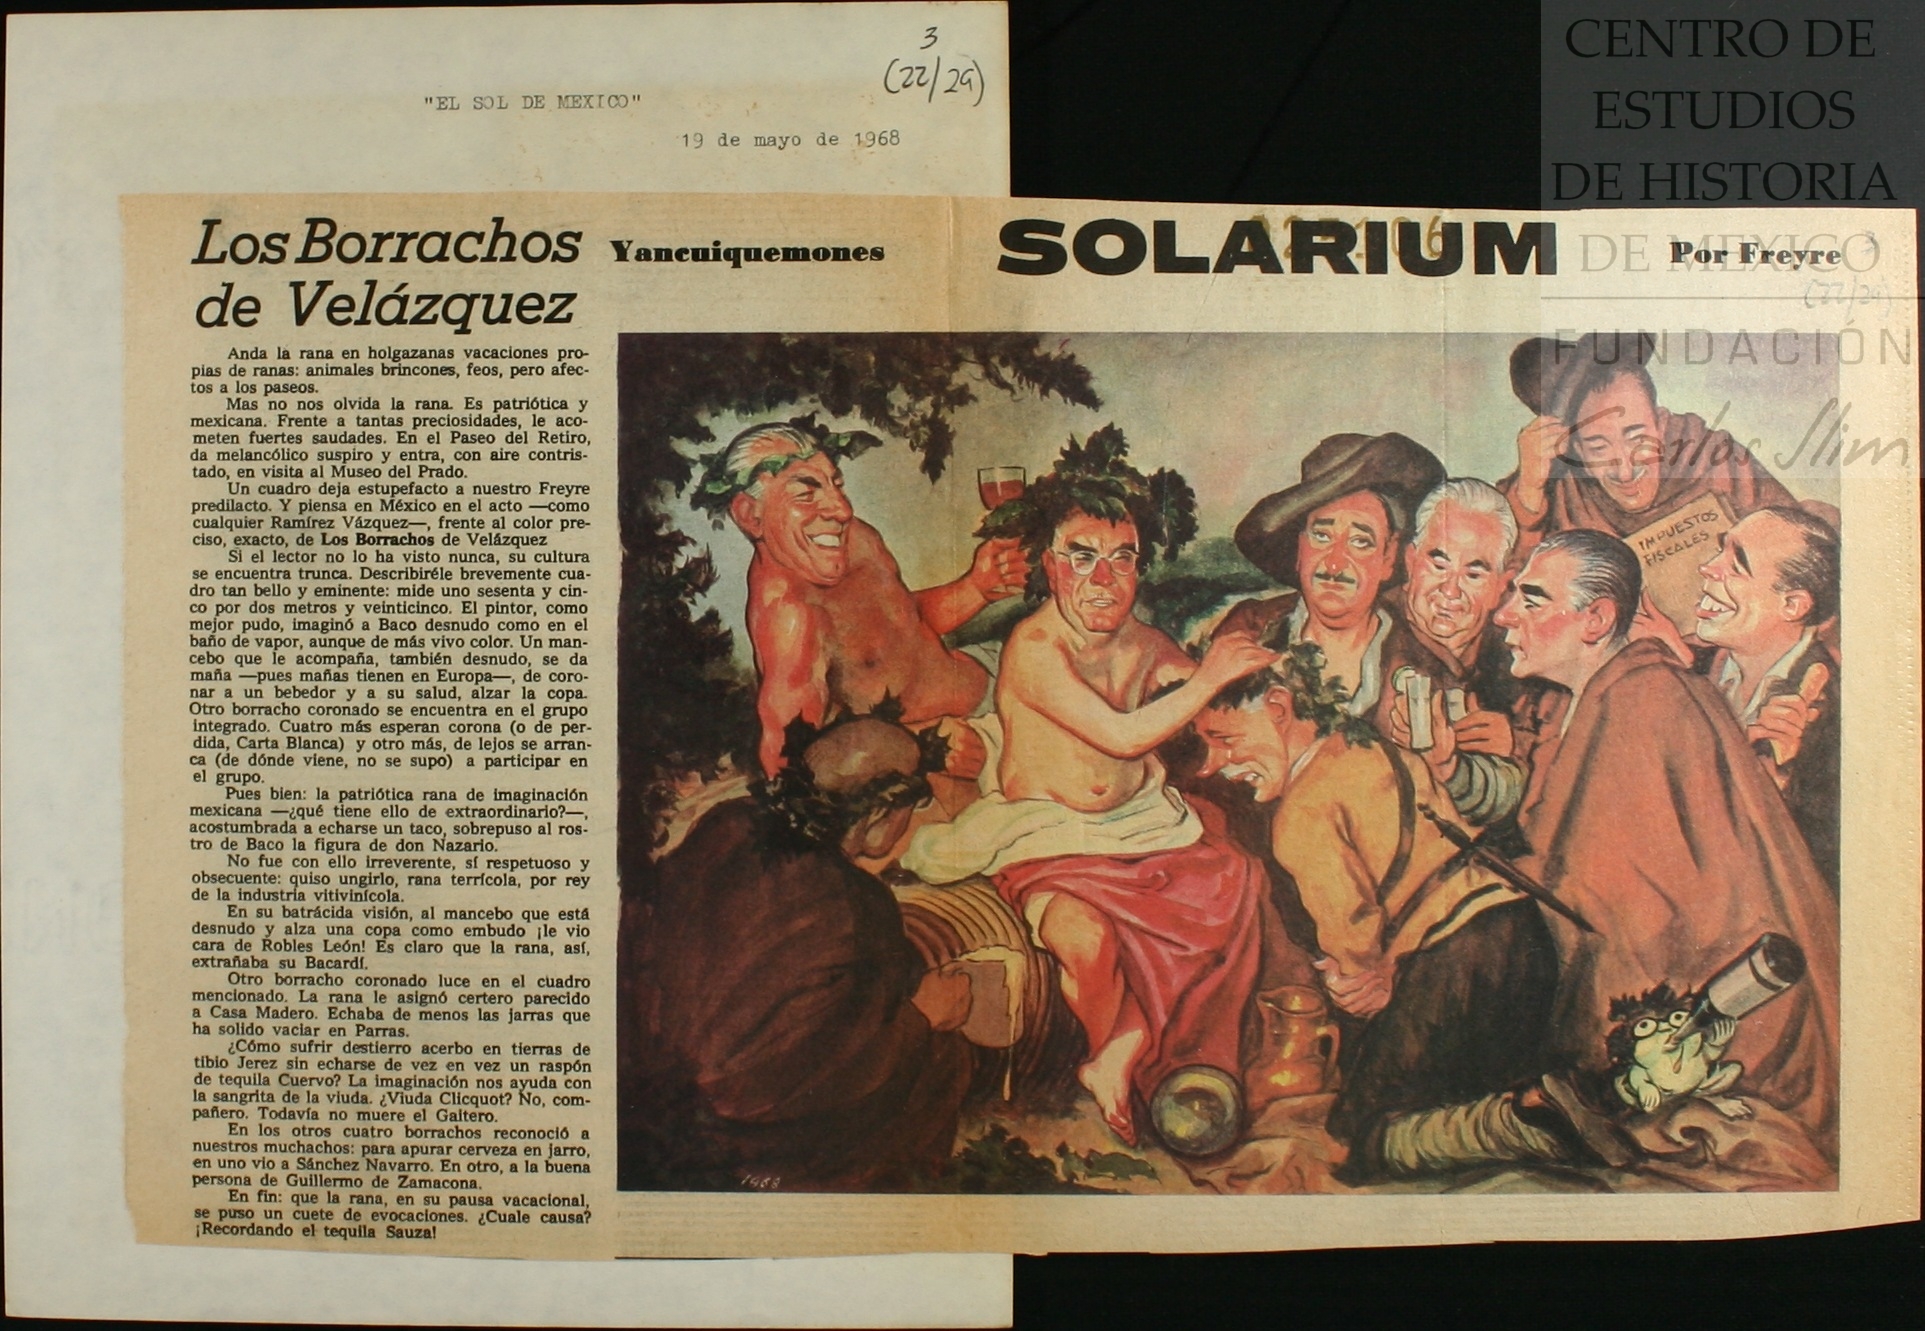 3
(22/29)
"EL SOL DE MEXICO"
19 de mayo de 1968
CENTRO DE
ESTUDIOS
DE HISTORIA
DE MEXICO
FUNDACIÓN
Carlos Slim
Los Borrachos
de Velázquez
Yancuiquemones
SOLARIUM
Por Freyre
Anda la rana en holgazanas vacaciones pro-
pias de ranas: animales brincones, feos, pero afec-
tos a los paseos.
Mas no nos olvida la rana. Es patriótica y
mexicana. Frente a tantas preciosidades, le aco-
meten fuertes saudades. En el Paseo del Retiro,
da melancólico suspiro y entra, con aire contris-
tado, en visita al Museo del Prado.
Un cuadro deja estupefacto a nuestro Freyre
predilacto. Y piensa en México en el acto —como
cualquier Ramírez Vázquez—, frente al color pre-
ciso, exacto, de Los Borrachos de Velázquez
Si el lector no lo ha visto nunca, su cultura
se encuentra trunca. Describiréle brevemente cua-
dro tan bello y eminente: mide uno sesenta y cin-
co por dos metros y veinticinco. El pintor, como
mejor pudo, imaginó a Baco desnudo como en el
baño de vapor, aunque de más vivo color. Un man-
cebo que le acompaña, también desnudo, se da
maña —pues mañas tienen en Europa—, de coro-
nar a un bebedor y a su salud, alzar la copa.
Otro borracho coronado se encuentra en el grupo
integrado. Cuatro más esperan corona (o de per-
dida, Carta Blanca) y otro más, de lejos se arran-
ca (de dónde viene, no se supo) a participar en
el grupo.
Pues bien: la patriótica rana de imaginación
mexicana —¿qué tiene ello de extraordinario?—,
acostumbrada a echarse un taco, sobrepuso al ros-
tro de Baco la figura de don Nazario.
No fue con ello irreverente, sí respetuoso y
obsecuente: quiso ungirlo, rana terrícola, por rey
de la industria vitivinícola.
En su batrácida visión, al mancebo que está
desnudo y alza una copa como embudo ¡le vio
cara de Robles León! Es claro que la rana, así,
extrañaba su Bacardí.
Otro borracho coronado luce en el cuadro
mencionado. La rana le asignó certero parecido
a Casa Madero. Echaba de menos las jarras que
ha solido vaciar en Parras.
¿Cómo sufrir destierro acerbo en tierras de
tibio Jerez sin echarse de vez en vez un raspón
de tequila Cuervo? La imaginación nos ayuda con
la sangrita de la viuda. ¿Viuda Clicquot? No, com-
pañero. Todavía no muere el Gaitero.
En los otros cuatro borrachos reconoció a
nuestros muchachos: para apurar cerveza en jarro,
en uno vio a Sánchez Navarro. En otro, a la buena
persona de Guillermo de Zamacona.
En fin: que la rana, en su pausa vacacional,
se puso un cuete de evocaciones. ¿Cuale causa?
¡Recordando el tequila Sauza!
IMPUESTOS
FISCALES
1968